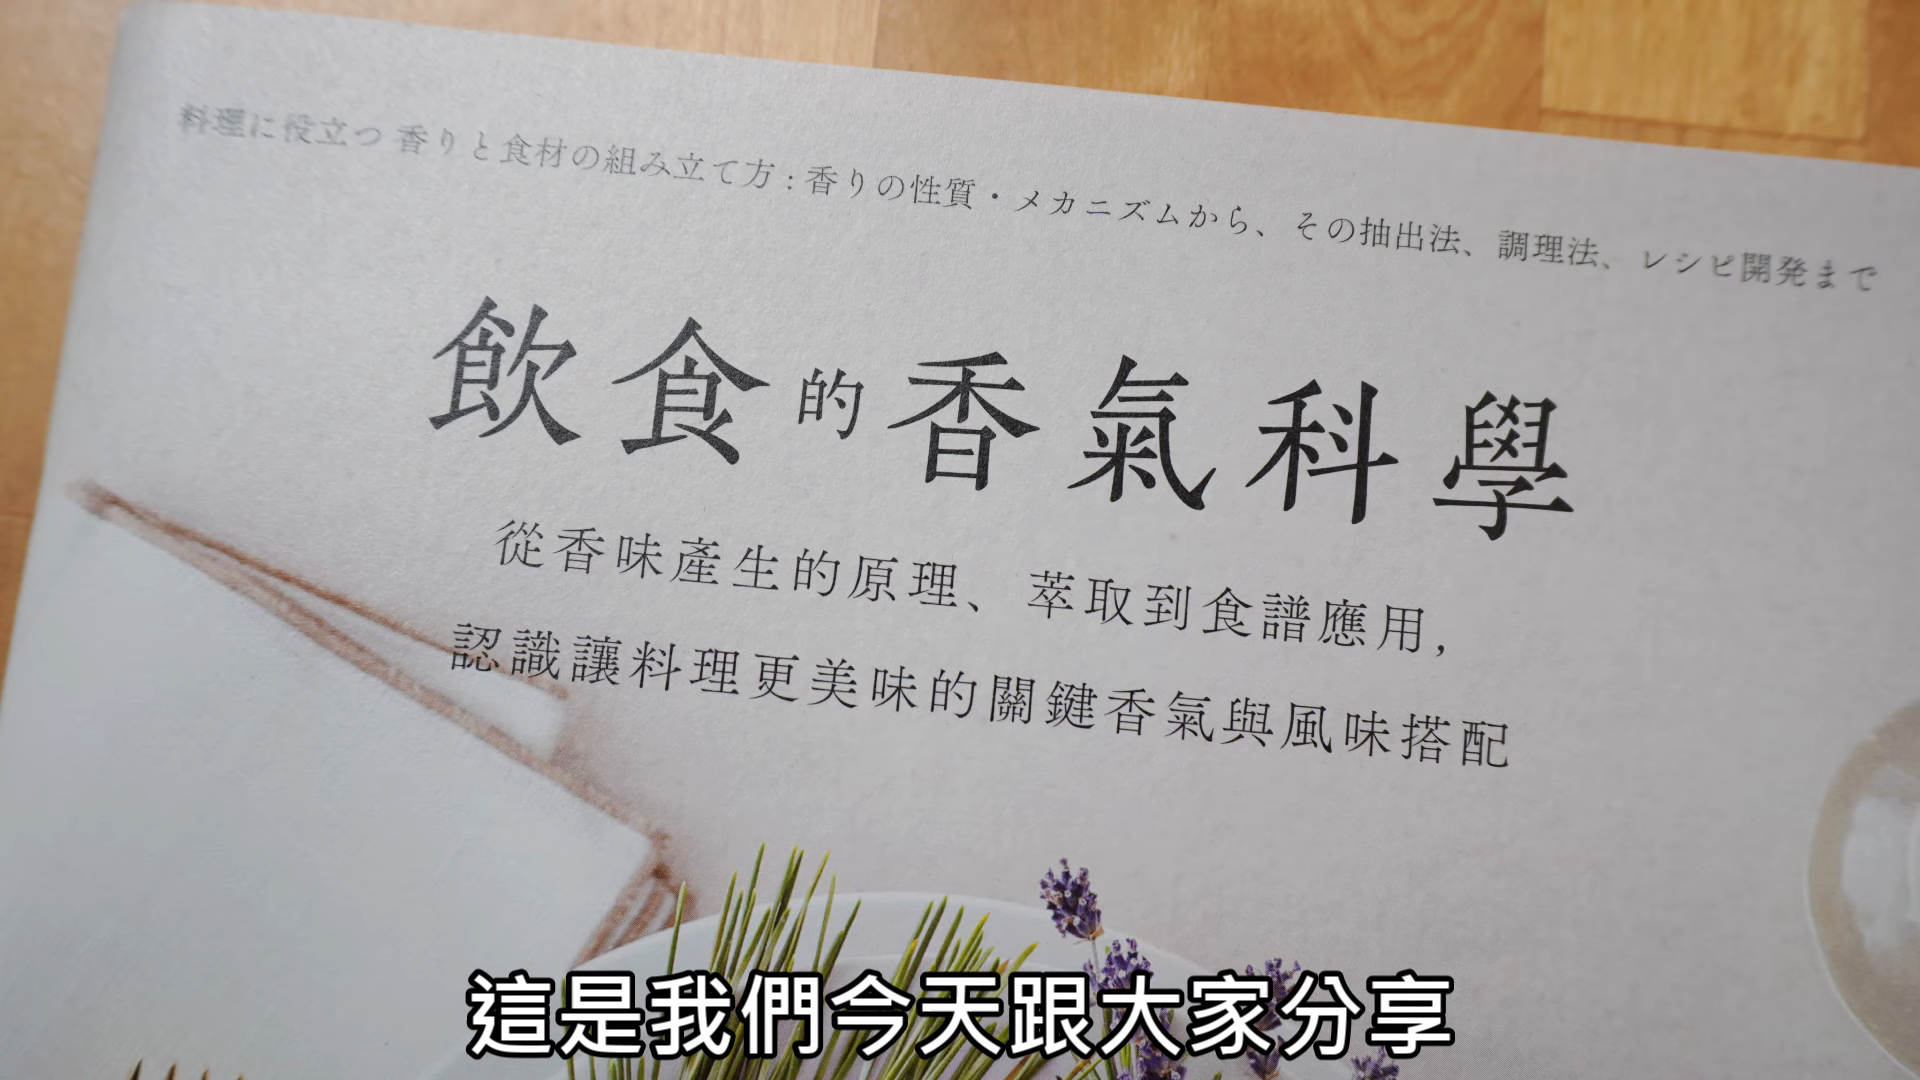 料理に役立つ 香りと食材の組み立て方:香りの性質・メカニズムから、その抽出法、調理法、レシピ開発まで
飲食的香氣科學
從香味產生的原理、萃取到食譜應用,
認識讓料理更美味的關鍵香氣與風味搭配
這是我們今天跟大家分享